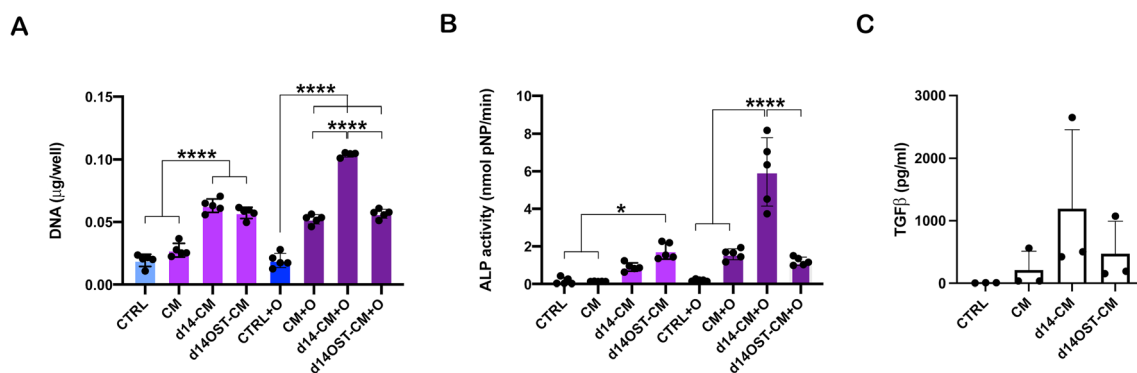 A
DNA (μg/well)
0.15
0.10
0.05
0.00
****
****
****
CTRL
CM
d14-CM
d14OST-CM
CTRL+O
CM+O
d14-CM+O
d14OST-CM+O
B
ALP activity (nmol pNP/min)
10
8
6
4
2
0
*
****
CTRL
CM
d14-CM
d14OST-CM
CTRL+O
CM+O
d14-CM+O
d14OST-CM+O
C
TGFβ (pg/ml)
3000
2000
1000
0
CTRL
CM
d14-CM
d14OST-CM